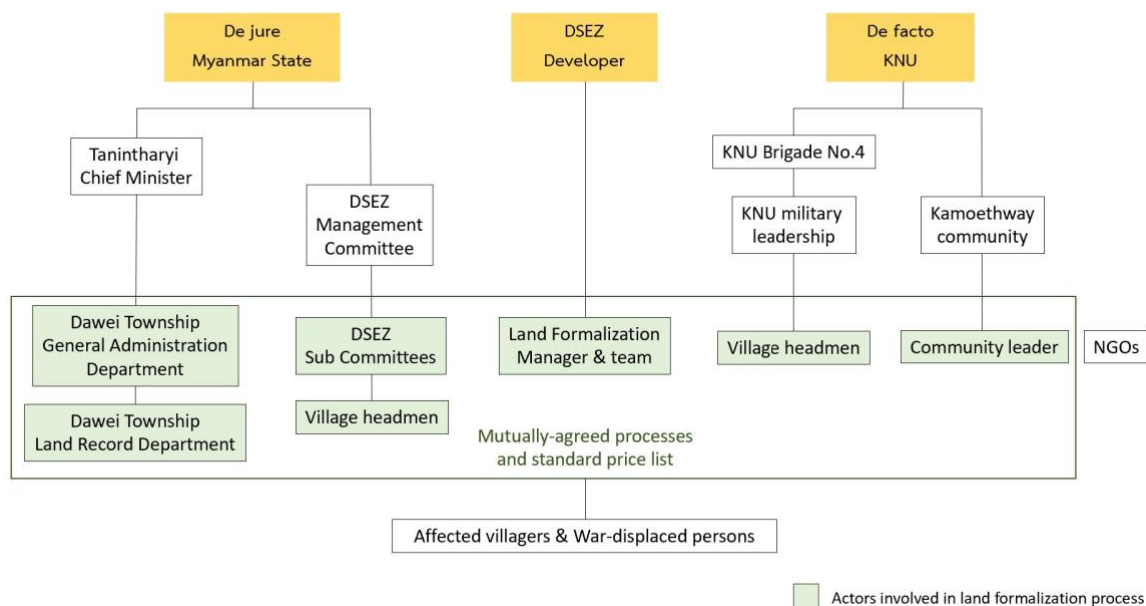 De jure
Myanmar State
DSEZ
Developer
De facto
KNU
Tanintharyi
Chief Minister
DSEZ
Management
Committee
KNU Brigade No.4
KNU military
leadership
Kamoethway
community
Dawei Township
General Administration
Department
Dawei Township
Land Record Department
DSEZ
Sub Committees
Village headmen
Land Formalization
Manager & team
Village headmen
Community leader
NGOs
Mutually-agreed processes
and standard price list
Affected villagers & War-displaced persons
Actors involved in land formalization process